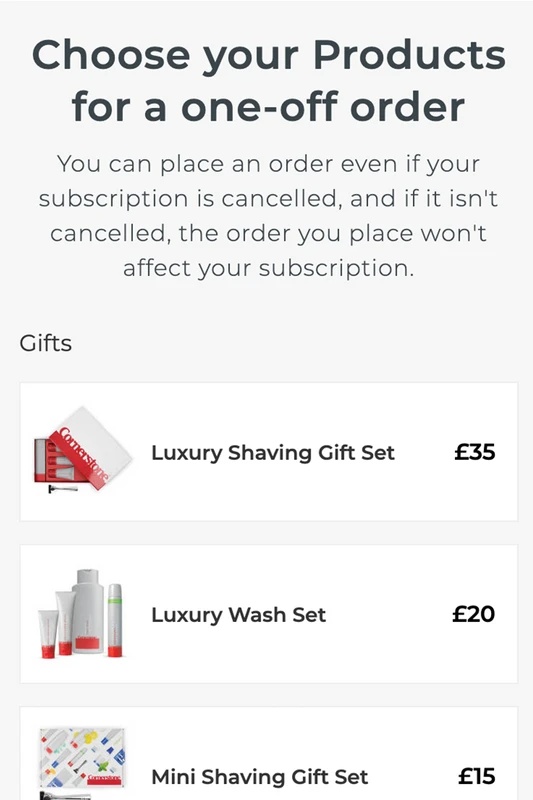 Choose your Products
for a one-off order
You can place an order even if your
subscription is cancelled, and if it isn't
cancelled, the order you place won't
affect your subscription.
Gifts
Cornerstone
Luxury Shaving Gift Set £35
Luxury Wash Set £20
Cornerstone
Mini Shaving Gift Set £15